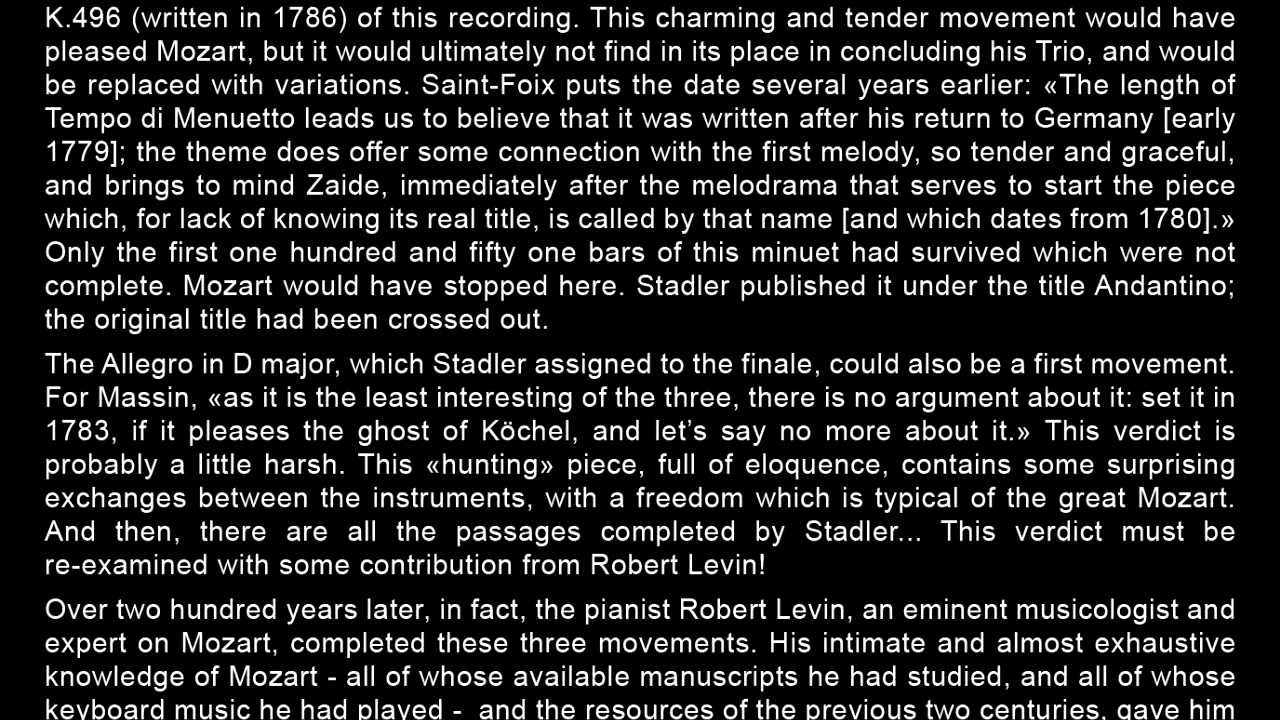 K.496 (written in 1786) of this recording. This charming and tender movement would have
pleased Mozart, but it would ultimately not find in its place in concluding his Trio, and would
be replaced with variations. Saint-Foix puts the date several years earlier: «The length of
Tempo di Menuetto leads us to believe that it was written after his return to Germany [early
1779]; the theme does offer some connection with the first melody, so tender and graceful,
and brings to mind Zaide, immediately after the melodrama that serves to start the piece
which, for lack of knowing its real title, is called by that name [and which dates from 1780].»
Only the first one hundred and fifty one bars of this minuet had survived which were not
complete. Mozart would have stopped here. Stadler published it under the title Andantino;
the original title had been crossed out.
The Allegro in D major, which Stadler assigned to the finale, could also be a first movement.
For Massin, «as it is the least interesting of the three, there is no argument about it: set it in
1783, if it pleases the ghost of Köchel, and let’s say no more about it.» This verdict is
probably a little harsh. This «hunting» piece, full of eloquence, contains some surprising
exchanges between the instruments, with a freedom which is typical of the great Mozart.
And then, there are all the passages completed by Stadler... This verdict must be
re-examined with some contribution from Robert Levin!
Over two hundred years later, in fact, the pianist Robert Levin, an eminent musicologist and
expert on Mozart, completed these three movements. His intimate and almost exhaustive
knowledge of Mozart - all of whose available manuscripts he had studied, and all of whose
keyboard music he had played - and the resources of the previous two centuries, gave him